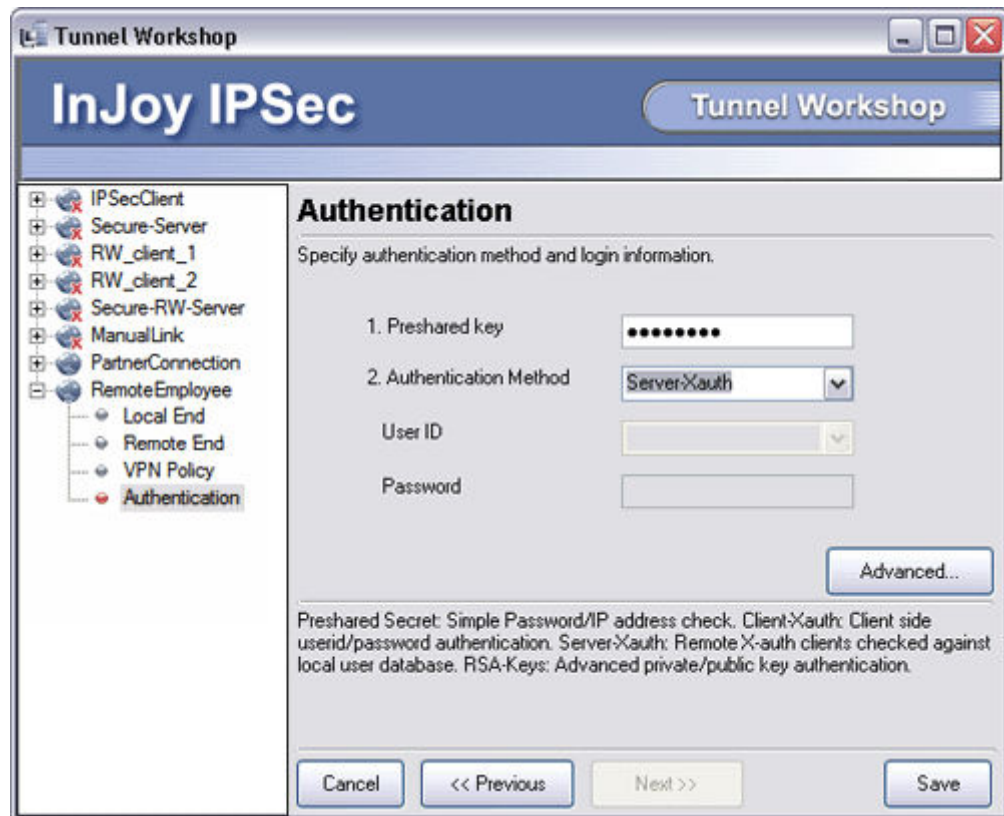 Tunnel Workshop
InJoy IPSec
Tunnel Workshop
IPSecClient
Secure-Server
RW_client_1
RW_client_2
Secure-RW-Server
ManualLink
PartnerConnection
RemoteEmployee
Local End
Remote End
VPN Policy
Authentication
Authentication
Specify authentication method and login information.
1. Preshared key
●●●●●●●●
2. Authentication Method
Server-Xauth
User ID
Password
Advanced...
Preshared Secret: Simple Password/IP address check. Client-Xauth: Client side
userid/password authentication. Server-Xauth: Remote X-auth clients checked against
local user database. RSA-Keys: Advanced private/public key authentication.
Cancel
<< Previous
Next >>
Save